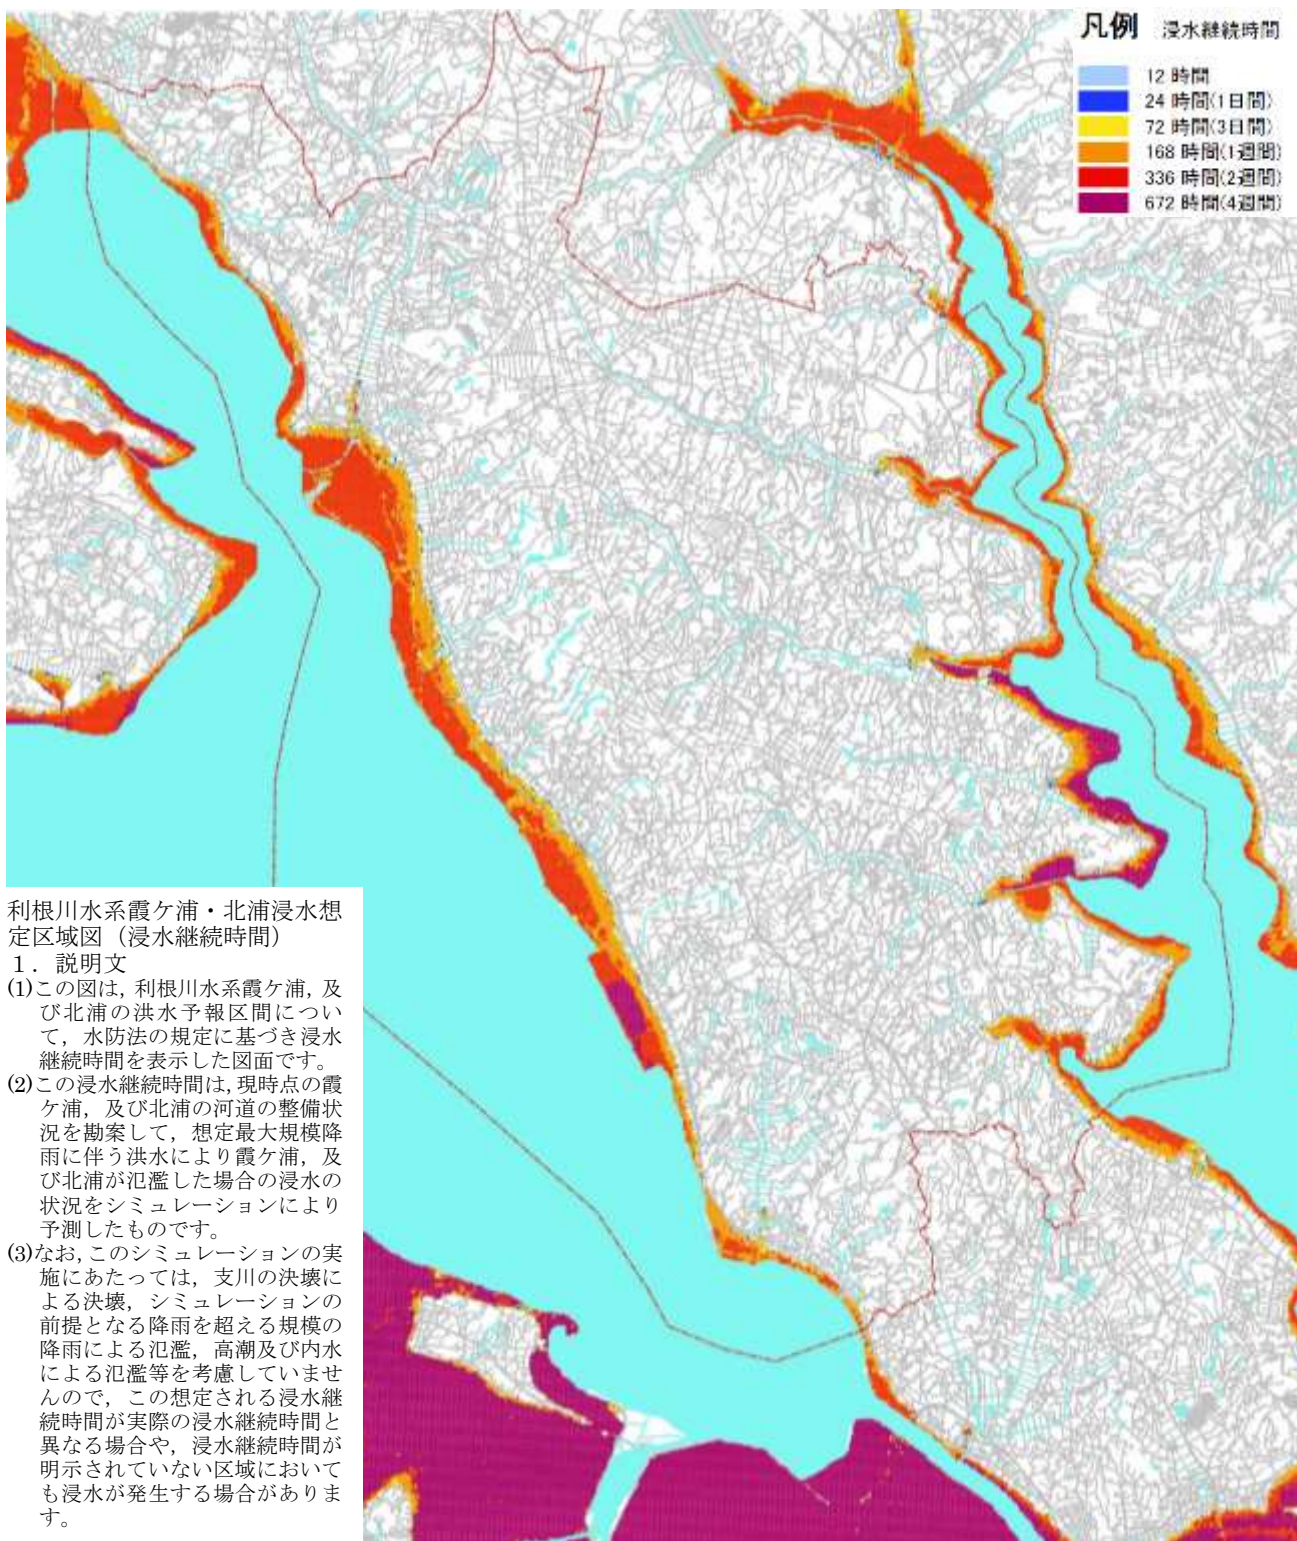 凡例 浸水継続時間
12 時間
24 時間(1日間)
72 時間(3日間)
168 時間(1週間)
336 時間(2週間)
672 時間(4週間)
利根川水系霞ケ浦・北浦浸水想
定区域図（浸水継続時間）
１．説明文
(1)この図は，利根川水系霞ケ浦，及
び北浦の洪水予報区間につい
て，水防法の規定に基づき浸水
継続時間を表示した図面です。
(2)この浸水継続時間は，現時点の霞
ケ浦，及び北浦の河道の整備状
況を勘案して，想定最大規模降
雨に伴う洪水により霞ケ浦，及
び北浦が氾濫した場合の浸水の
状況をシミュレーションにより
予測したものです。
(3)なお，このシミュレーションの実
施にあたっては，支川の決壊に
よる決壊，シミュレーションの
前提となる降雨を超える規模の
降雨による氾濫，高潮及び内水
による氾濫等を考慮していませ
んので，この想定される浸水継
続時間が実際の浸水継続時間と
異なる場合や，浸水継続時間が
明示されていない区域において
も浸水が発生する場合がありま
す。